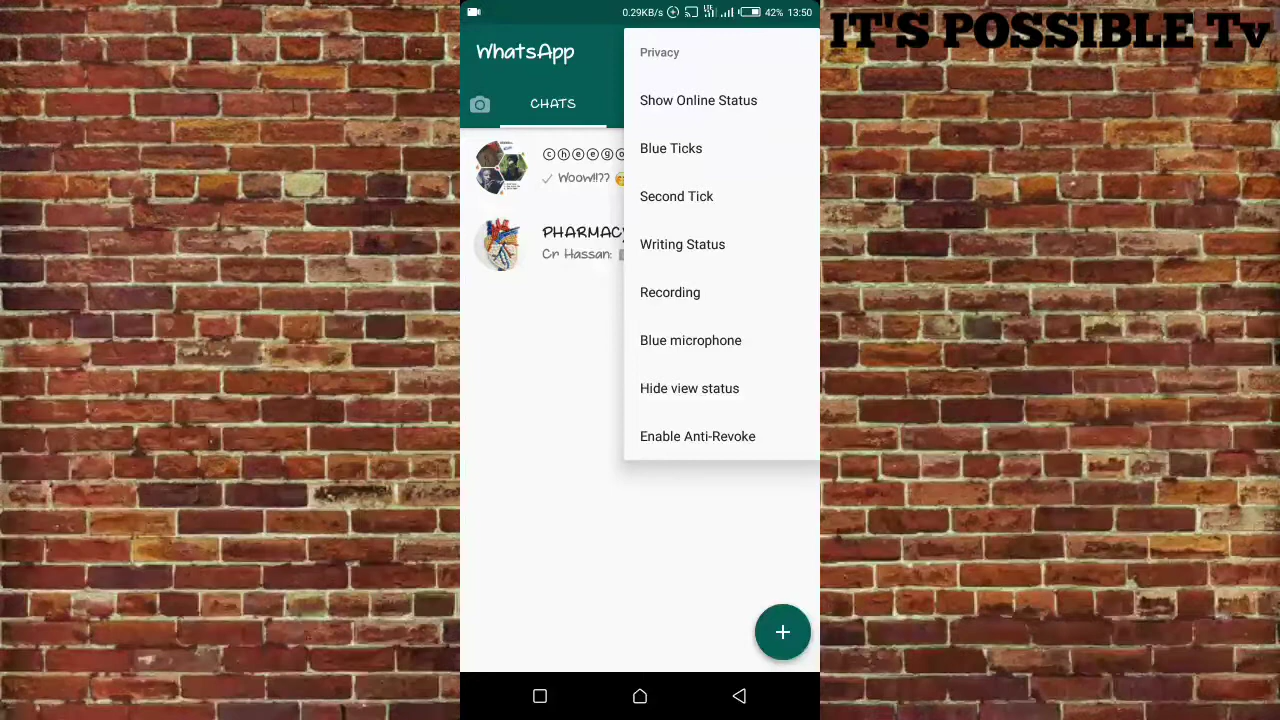 IT'S POSSIBLE Tv
0.29KB/s 42% 13:50
WhatsApp
CHATS
Privacy
Show Online Status
Blue Ticks
Second Tick
Writing Status
Recording
Blue microphone
Hide view status
Enable Anti-Revoke
ⓒⓗⓔⓔⓖ
Woow!!??
PHARMAC
Cr Hassan: